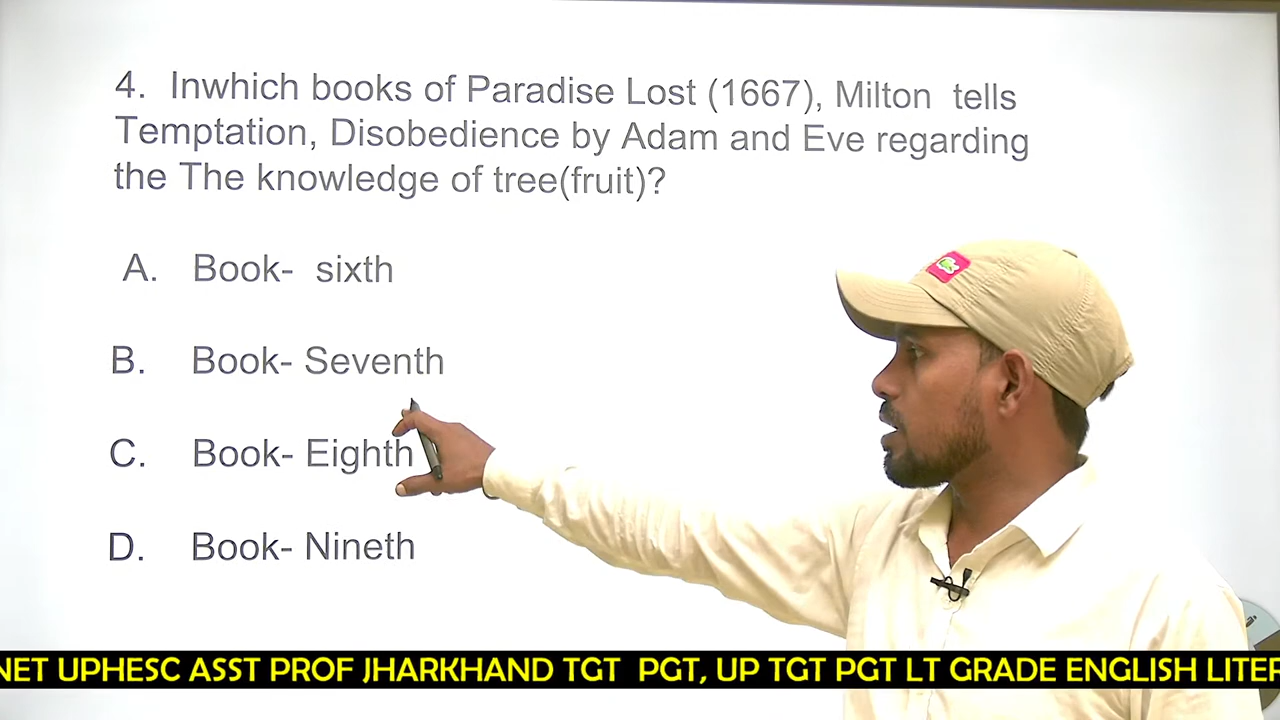 4. Inwhich books of Paradise Lost (1667), Milton tells
Temptation, Disobedience by Adam and Eve regarding
the The knowledge of tree(fruit)?
A. Book- sixth
B. Book- Seventh
C. Book- Eighth
D. Book- Nineth
NET UPHESC ASST PROF JHARKHAND TGT PGT, UP TGT PGT LT GRADE ENGLISH LITER